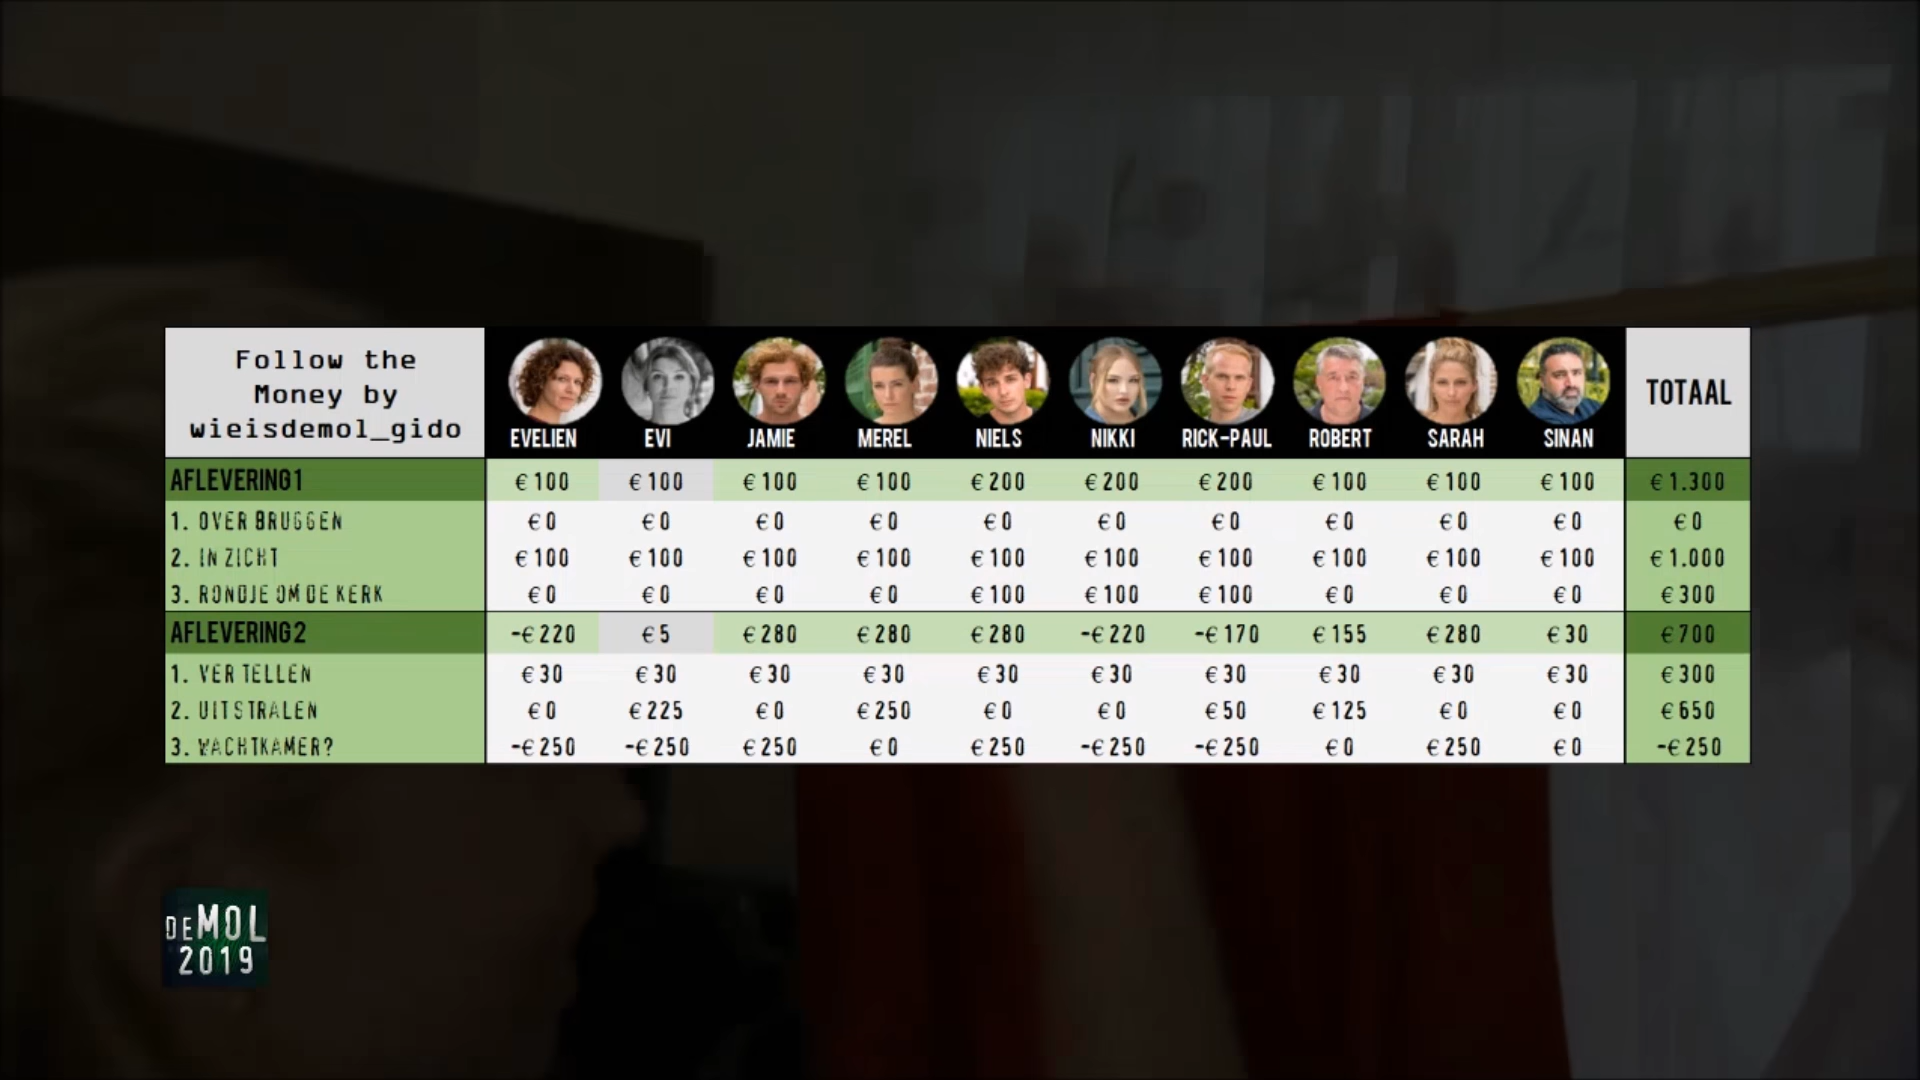 Follow the
Money by
wieisdemol_gido
EVELIEN EVI JAMIE MEREL NIELS NIKKI RICK-PAUL ROBERT SARAH SINAN TOTAAL
AFLEVERING 1 € 100 € 100 € 100 € 100 € 200 € 200 € 200 € 100 € 100 € 100 € 1.300
1. OVER BRUGGEN € 0 € 0 € 0 € 0 € 0 € 0 € 0 € 0 € 0 € 0 € 0
2. IN ZICHT € 100 € 100 € 100 € 100 € 100 € 100 € 100 € 100 € 100 € 100 € 1.000
3. RONDJE OM DE KERK € 0 € 0 € 0 € 0 € 100 € 100 € 100 € 0 € 0 € 0 € 300
AFLEVERING 2 -€ 220 € 5 € 280 € 280 € 280 -€ 220 -€ 170 € 155 € 280 € 30 € 700
1. VER TELLEN € 30 € 30 € 30 € 30 € 30 € 30 € 30 € 30 € 30 € 30 € 300
2. UIT STRALEN € 0 € 225 € 0 € 250 € 0 € 0 € 50 € 125 € 0 € 0 € 650
3. WACHTKAMER? -€ 250 -€ 250 € 250 € 0 € 250 -€ 250 -€ 250 € 0 € 250 € 0 -€ 250
DE MOL
2019